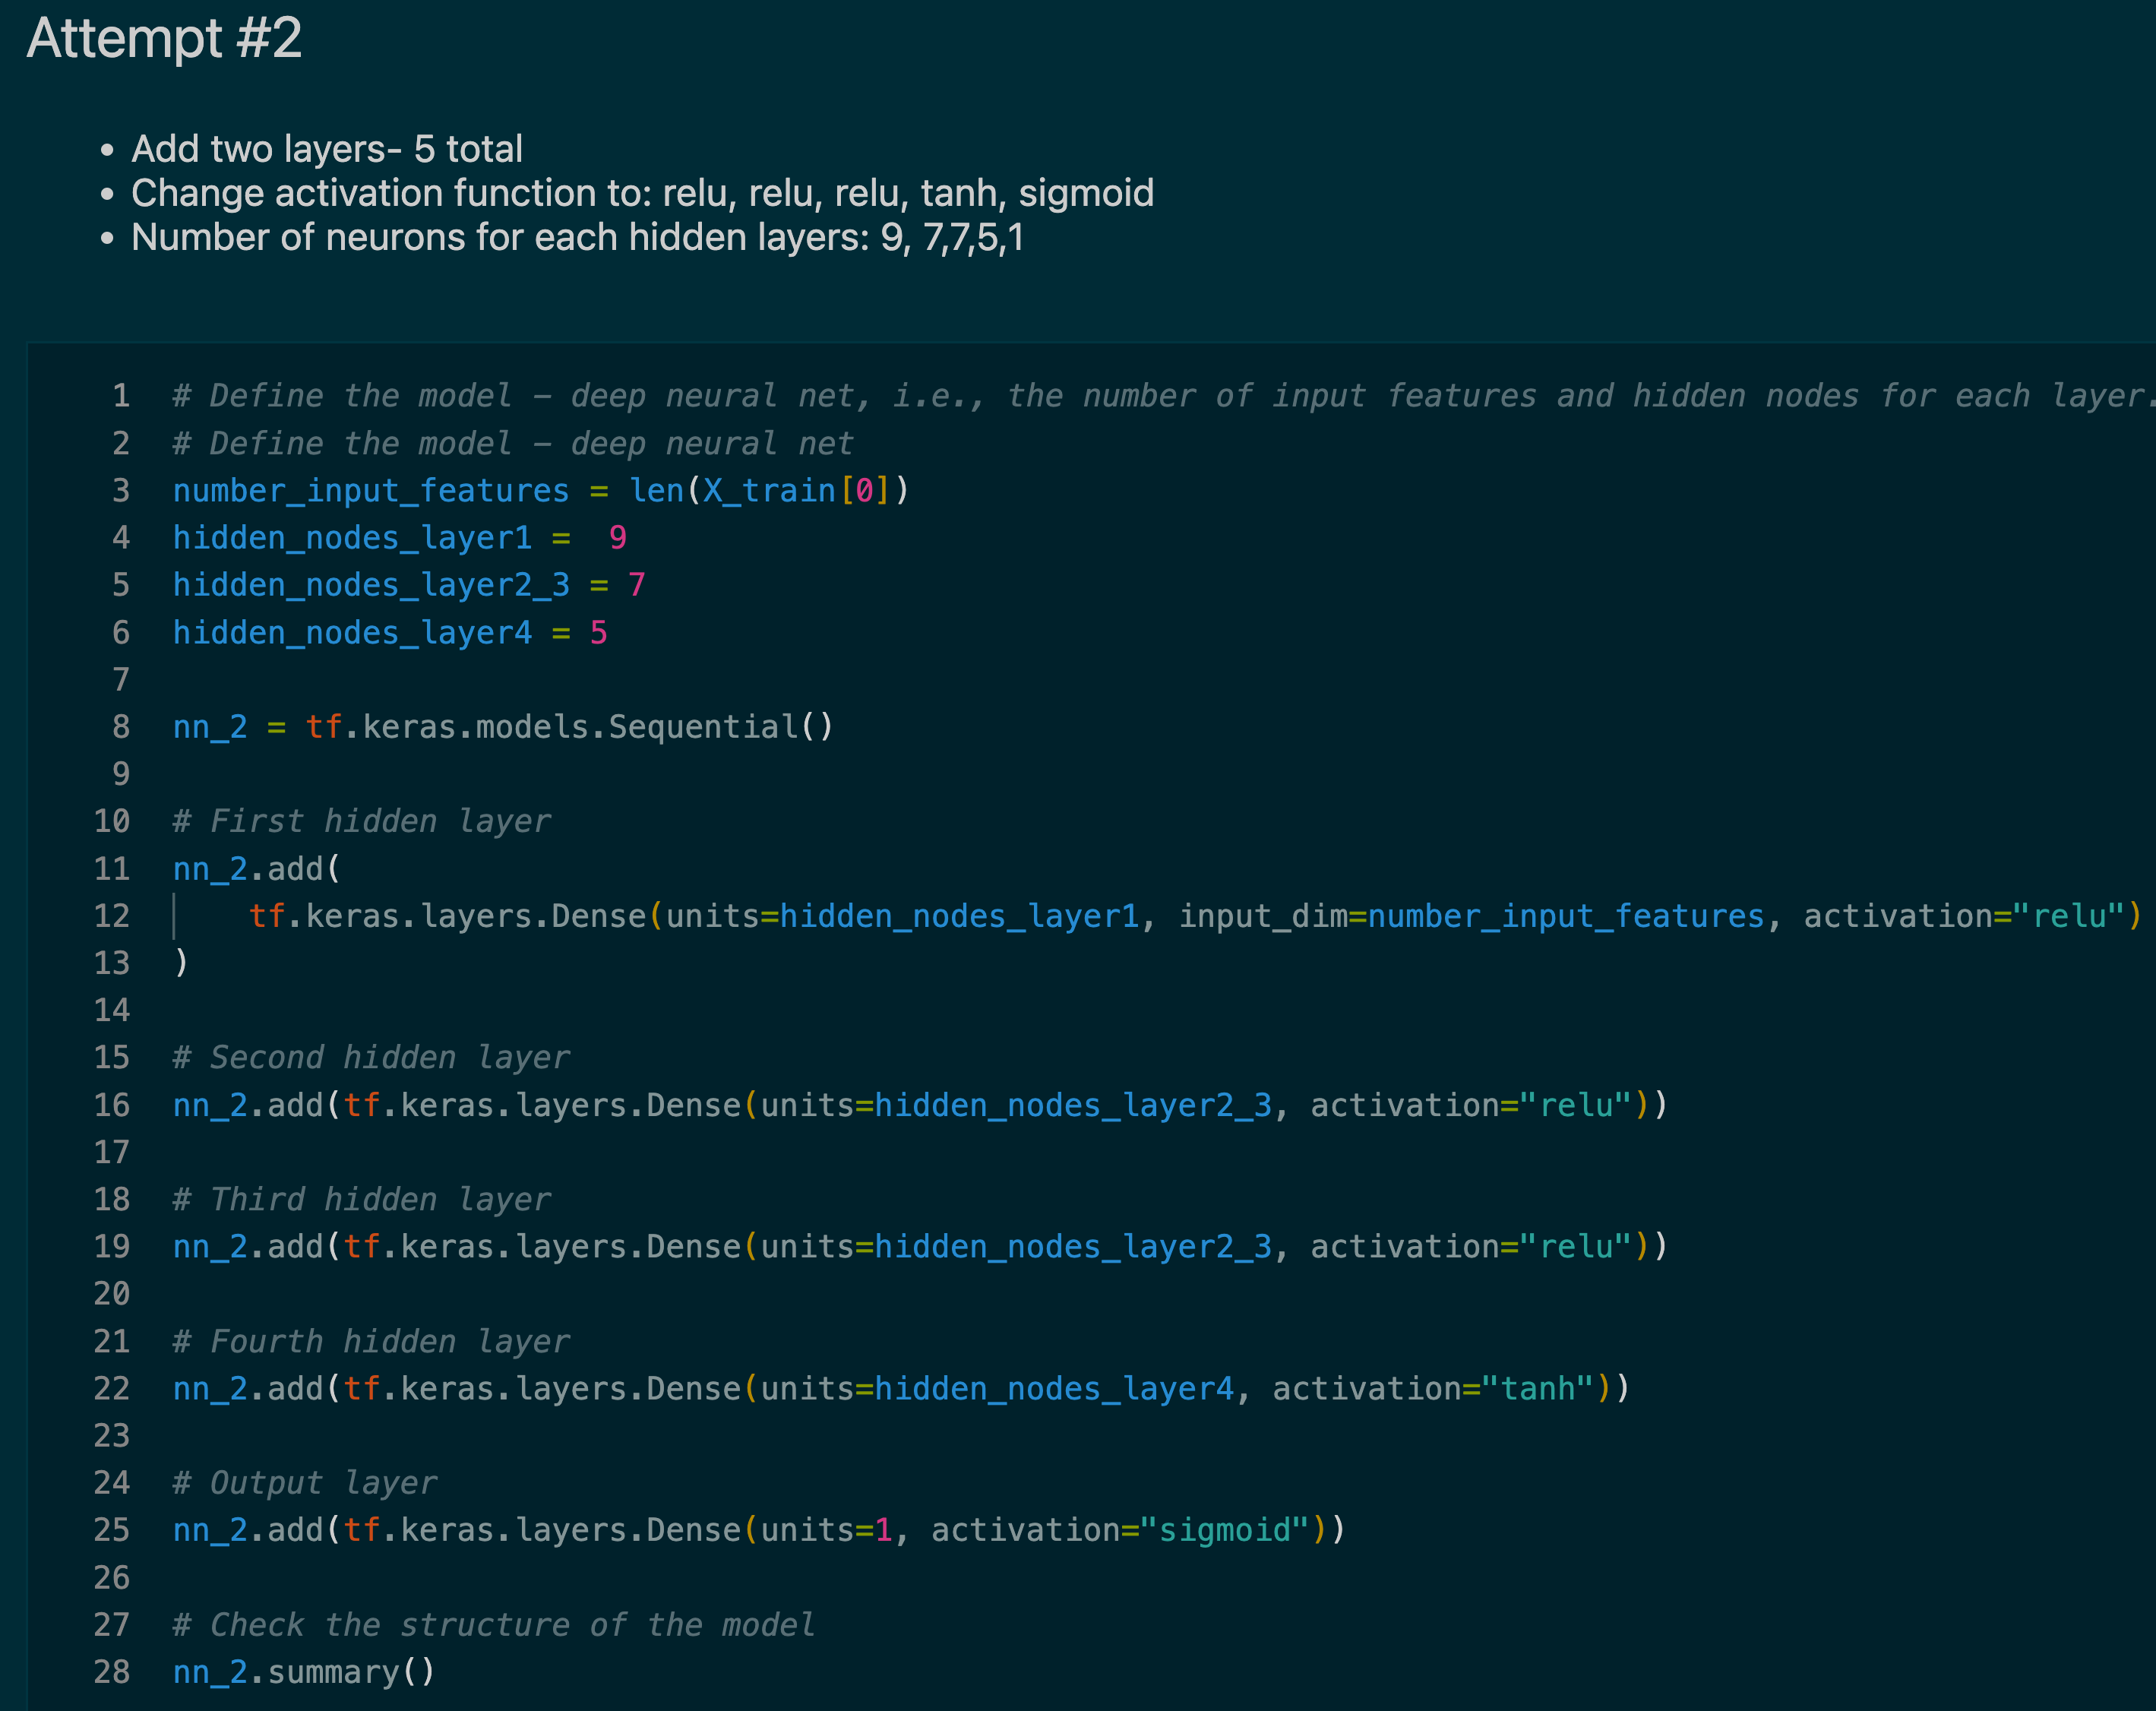 Attempt #2
• Add two layers- 5 total
• Change activation function to: relu, relu, relu, tanh, sigmoid
• Number of neurons for each hidden layers: 9, 7,7,5,1
1 # Define the model – deep neural net, i.e., the number of input features and hidden nodes for each layer.
2 # Define the model – deep neural net
3 number_input_features = len(X_train[0])
4 hidden_nodes_layer1 =  9
5 hidden_nodes_layer2_3 = 7
6 hidden_nodes_layer4 = 5
7
8 nn_2 = tf.keras.models.Sequential()
9
10 # First hidden layer
11 nn_2.add(
12     tf.keras.layers.Dense(units=hidden_nodes_layer1, input_dim=number_input_features, activation="relu")
13 )
14
15 # Second hidden layer
16 nn_2.add(tf.keras.layers.Dense(units=hidden_nodes_layer2_3, activation="relu"))
17
18 # Third hidden layer
19 nn_2.add(tf.keras.layers.Dense(units=hidden_nodes_layer2_3, activation="relu"))
20
21 # Fourth hidden layer
22 nn_2.add(tf.keras.layers.Dense(units=hidden_nodes_layer4, activation="tanh"))
23
24 # Output layer
25 nn_2.add(tf.keras.layers.Dense(units=1, activation="sigmoid"))
26
27 # Check the structure of the model
28 nn_2.summary()